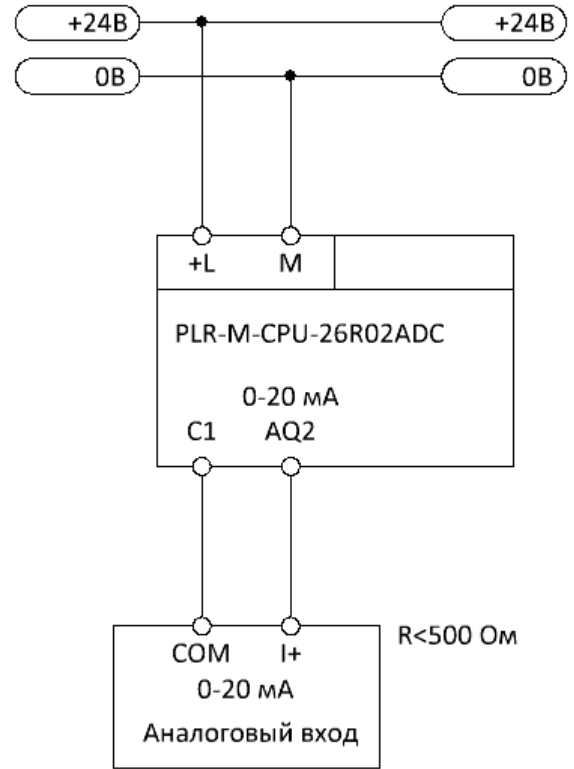 +24В +24В
0В 0В
+L M
PLR-M-CPU-26R02ADC
0-20 мА
C1 AQ2
R<500 Ом
COM I+
0-20 мА
Аналоговый вход